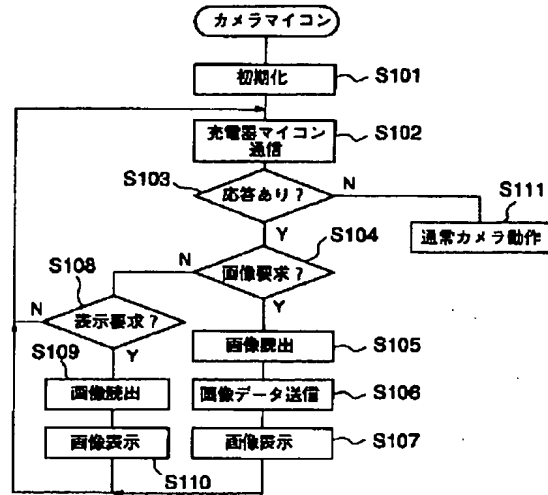 カメラマイコン
初期化
S101
充電器マイコン
通信
S102
S103
応答あり?
N
Y
S111
通常カメラ動作
S104
画像要求?
N
Y
S108
表示要求?
N
Y
S105
画像読出
S109
画像読出
S106
画像データ送信
S107
画像表示
画像表示
S110